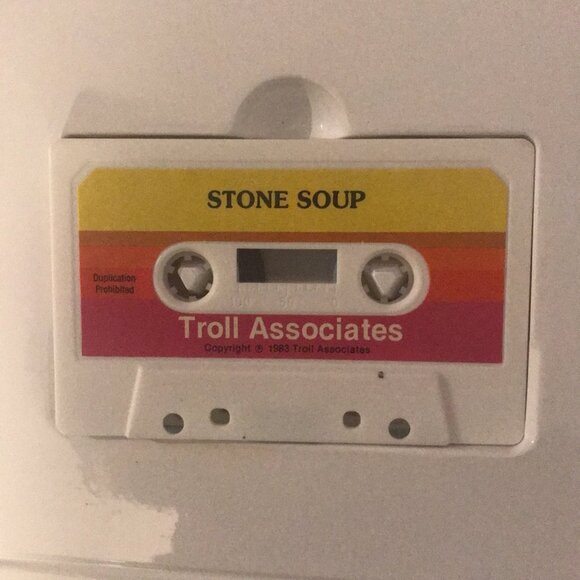 STONE SOUP
Duplication
Prohibited
Troll Associates
Copyright ℗ 1983 Troll Associates